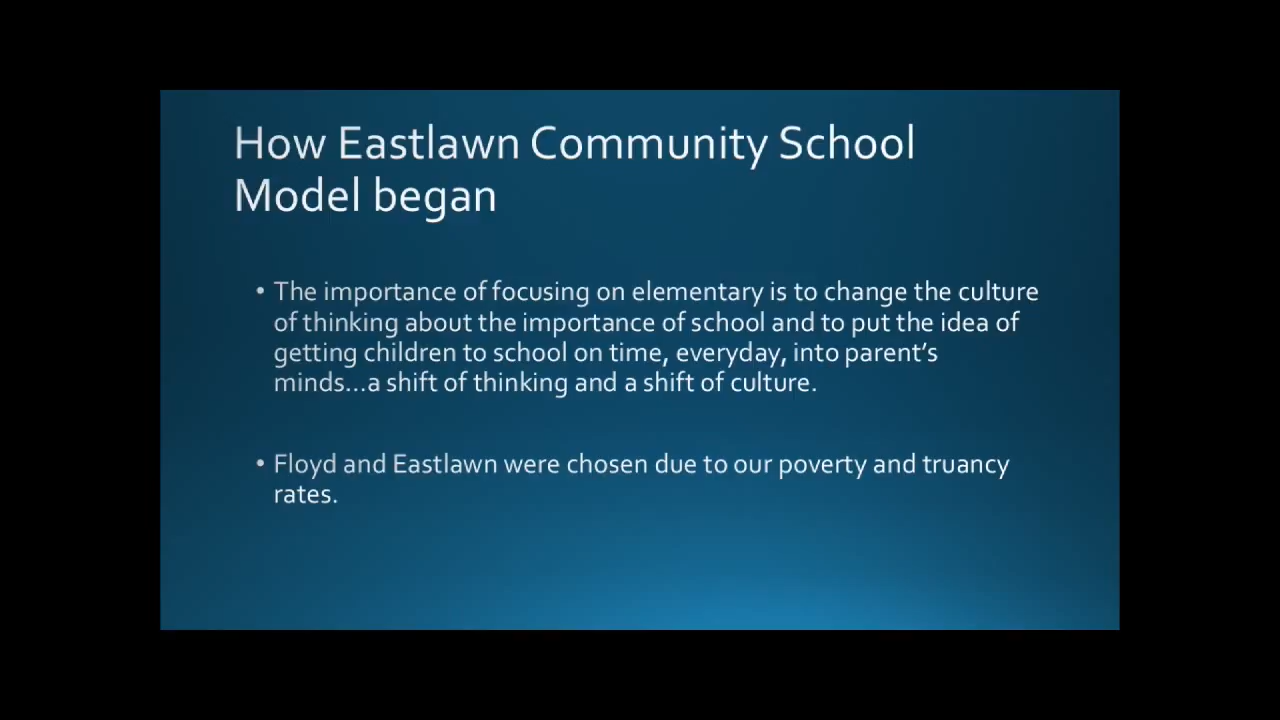 How Eastlawn Community School
Model began
• The importance of focusing on elementary is to change the culture
of thinking about the importance of school and to put the idea of
getting children to school on time, everyday, into parent’s
minds…a shift of thinking and a shift of culture.
• Floyd and Eastlawn were chosen due to our poverty and truancy
rates.